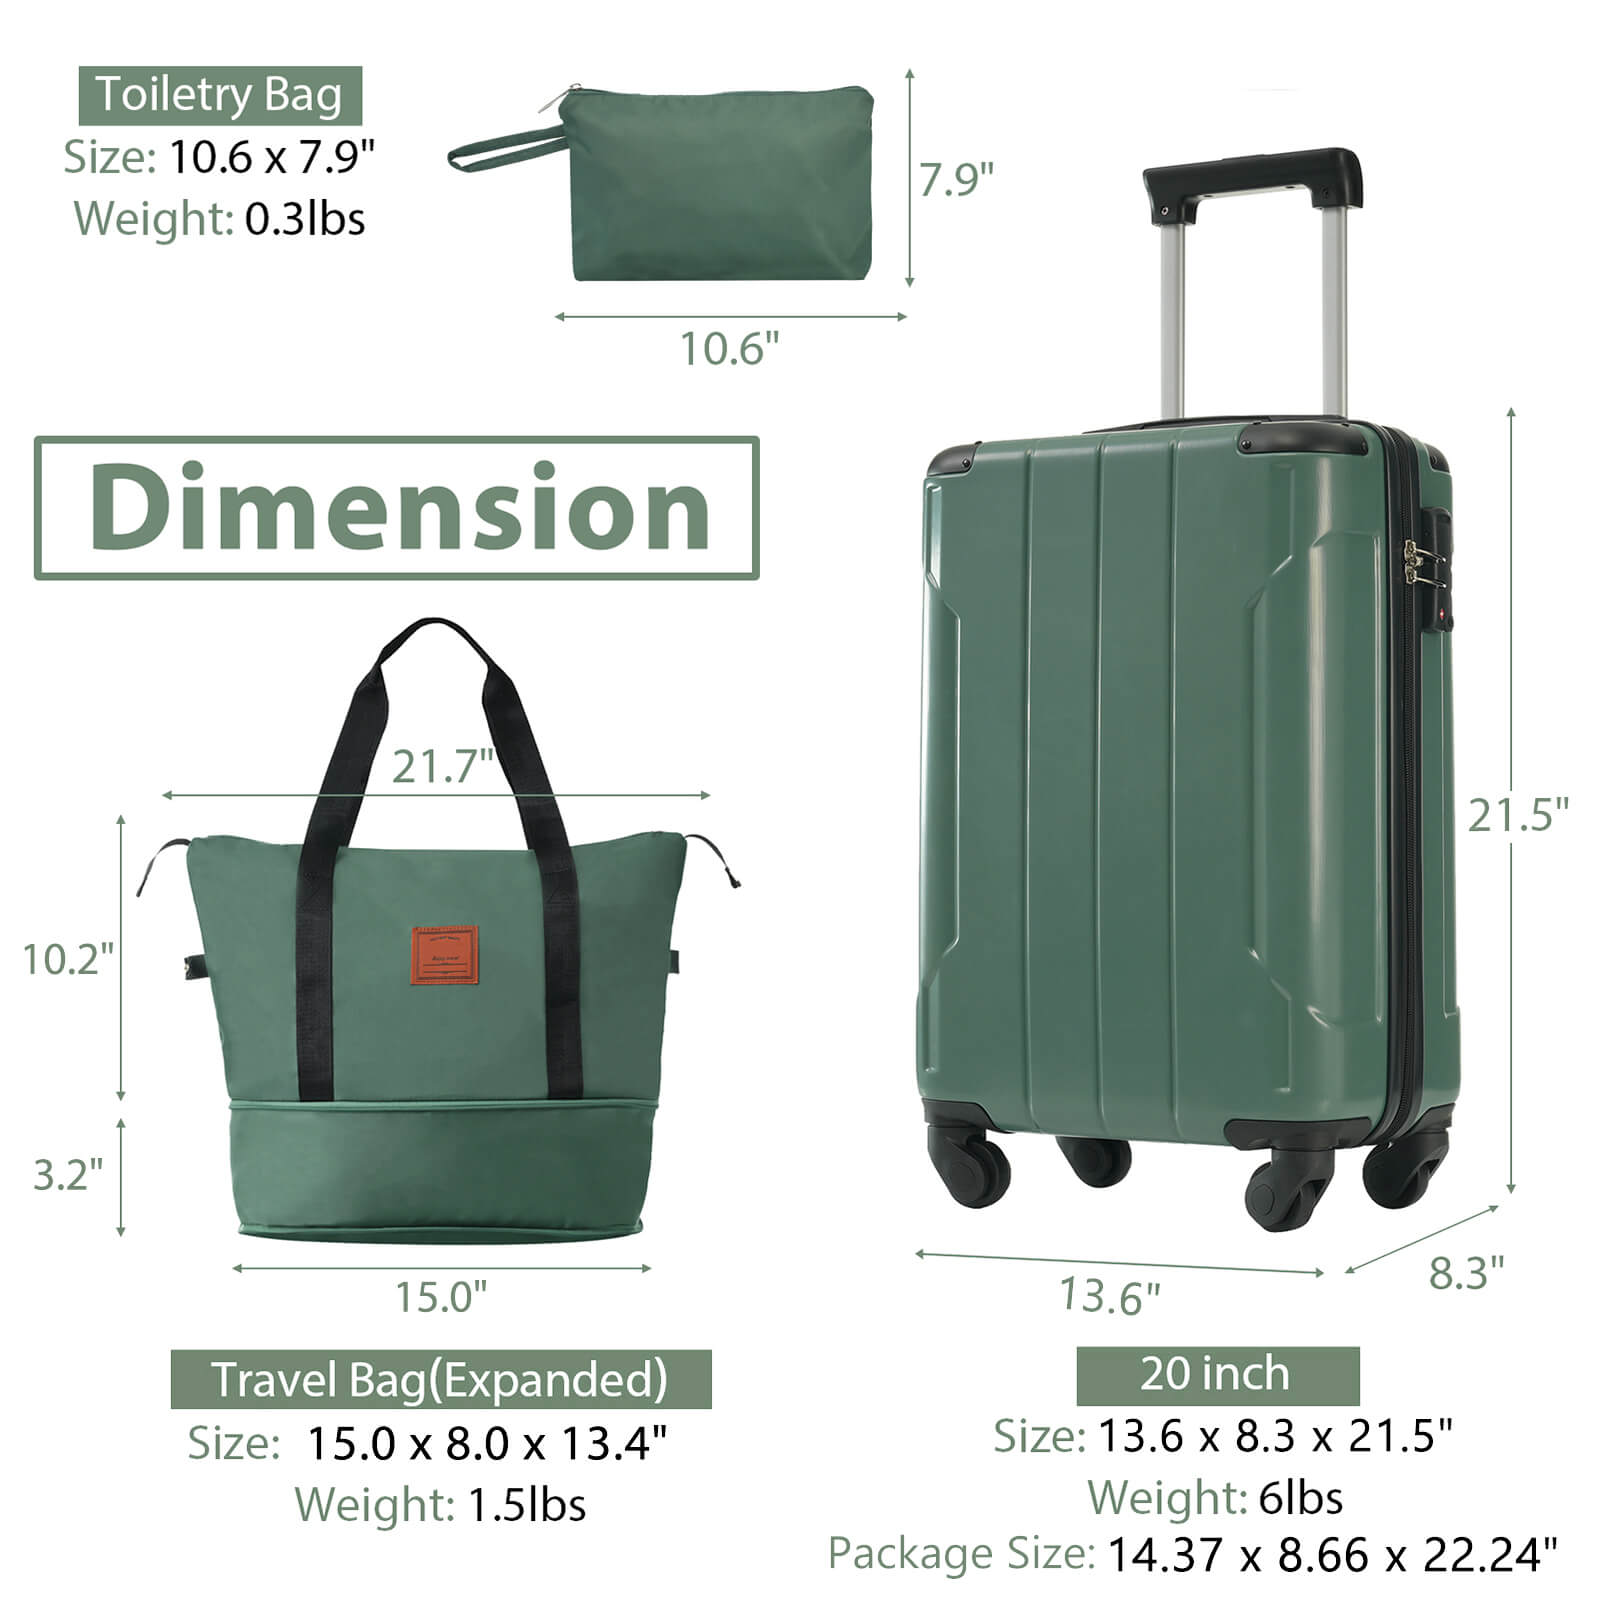 Toiletry Bag
Size: 10.6 x 7.9"
Weight: 0.3lbs
7.9"
10.6"
Dimension
21.7"
10.2"
3.2"
15.0"
Travel Bag(Expanded)
Size: 15.0 x 8.0 x 13.4"
Weight: 1.5lbs
21.5"
13.6"
8.3"
20 inch
Size: 13.6 x 8.3 x 21.5"
Weight: 6lbs
Package Size: 14.37 x 8.66 x 22.24"